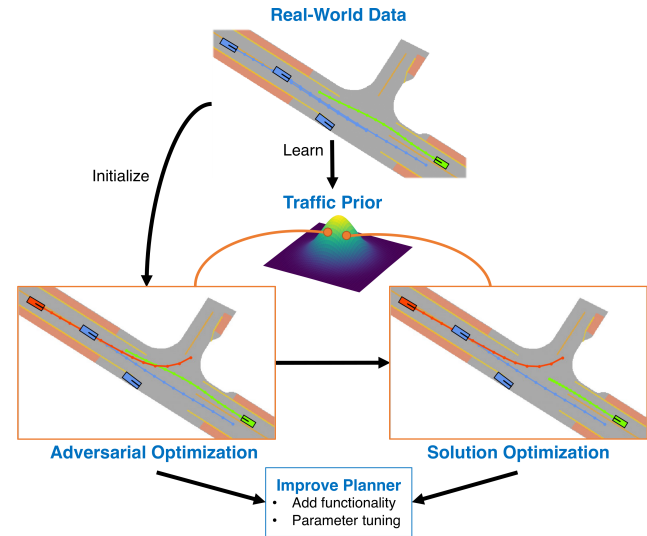 Real-World Data
Learn
Initialize
Traffic Prior
Adversarial Optimization
Solution Optimization
Improve Planner
• Add functionality
• Parameter tuning